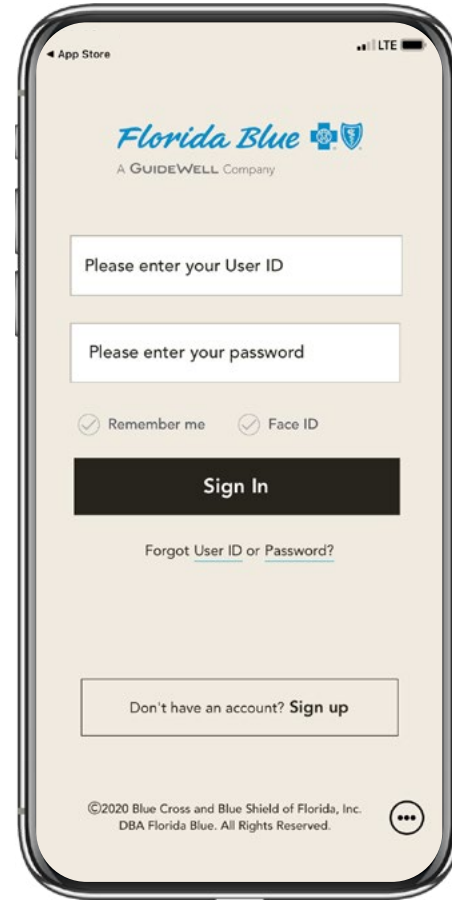 ◀ App Store
LTE
Florida Blue
A GUIDEWELL Company
Please enter your User ID
Please enter your password
Remember me Face ID
Sign In
Forgot User ID or Password?
Don't have an account? Sign up
©2020 Blue Cross and Blue Shield of Florida, Inc.
DBA Florida Blue. All Rights Reserved.